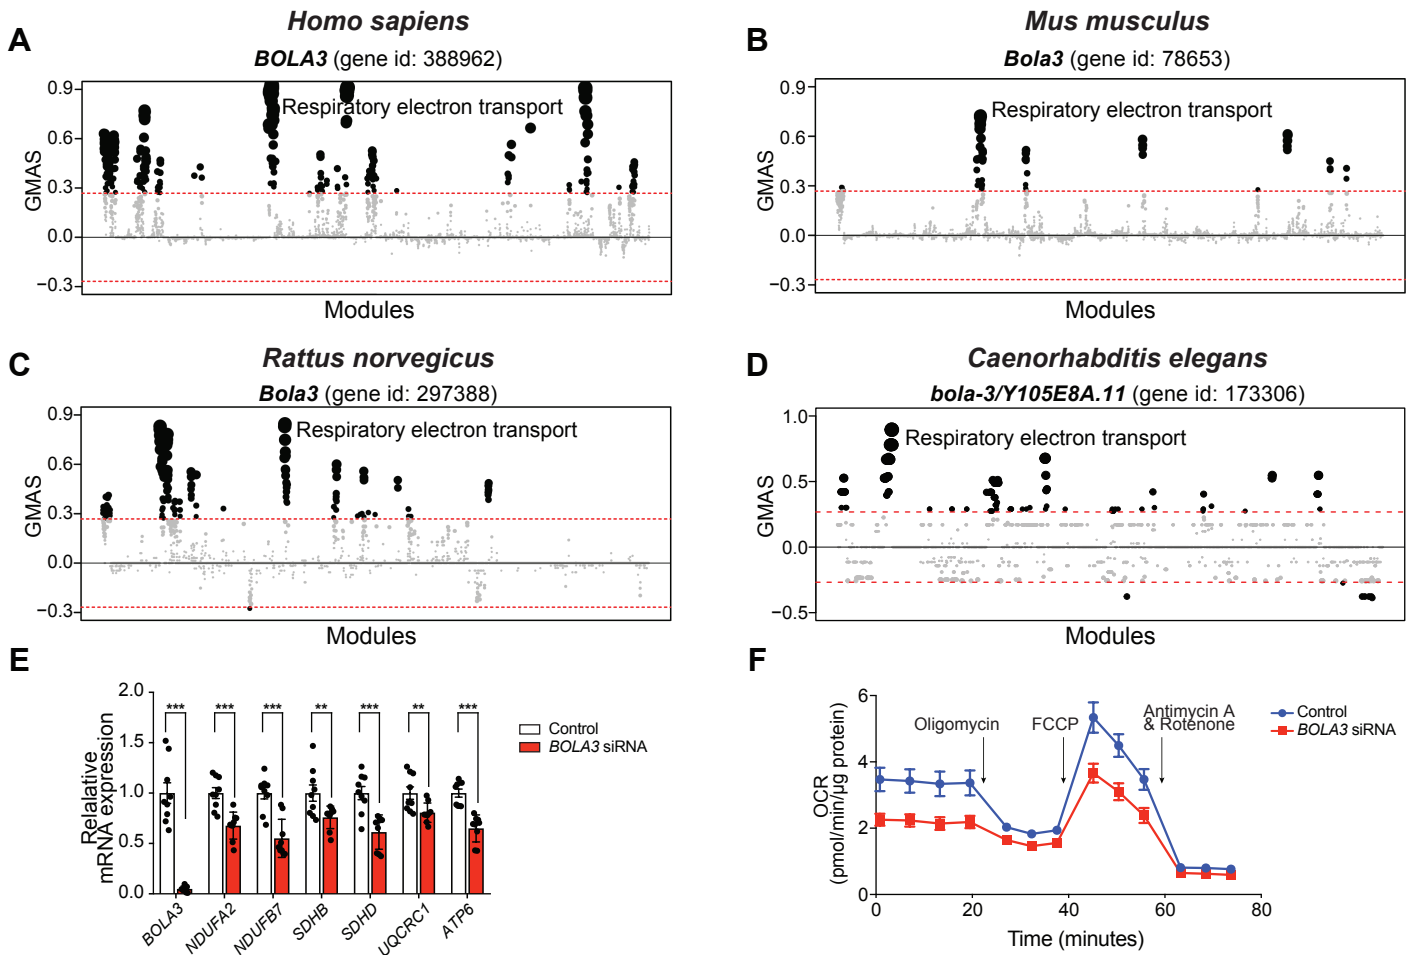 Homo sapiens
A
BOLA3 (gene id: 388962)
0.9
0.6
0.3
0.0
−0.3
GMAS
Respiratory electron transport
Modules
Mus musculus
B
Bola3 (gene id: 78653)
0.9
0.6
0.3
0.0
−0.3
GMAS
Respiratory electron transport
Modules
Rattus norvegicus
C
Bola3 (gene id: 297388)
0.9
0.6
0.3
0.0
−0.3
GMAS
Respiratory electron transport
Modules
Caenorhabditis elegans
D
bola-3/Y105E8A.11 (gene id: 173306)
1.0
0.5
0.0
−0.5
GMAS
Respiratory electron transport
Modules
E
Relalative
mRNA expression
2.0
1.5
1.0
0.5
0.0
*** *** *** ** *** ** ***
Control
BOLA3 siRNA
BOLA3 NDUFA2 NDUFB7 SDHB SDHD UQCRC1 ATP6
F
OCR
(pmol/min/µg protein)
6
4
2
0
Oligomycin
FCCP
Antimycin A
& Rotenone
Control
BOLA3 siRNA
0 20 40 60 80
Time (minutes)